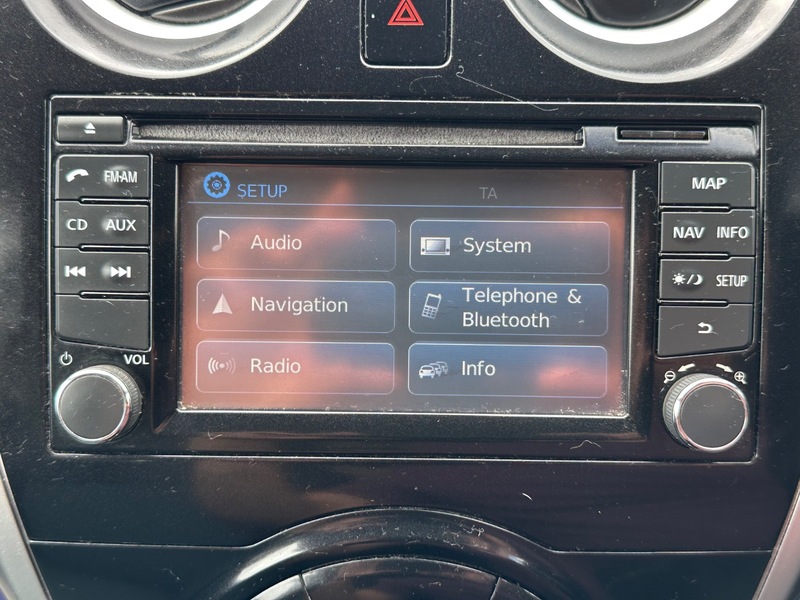 FM·AM
CD AUX
VOL
SETUP
TA
Audio
System
Navigation
Telephone &
Bluetooth
Radio
Info
MAP
NAV INFO
SETUP